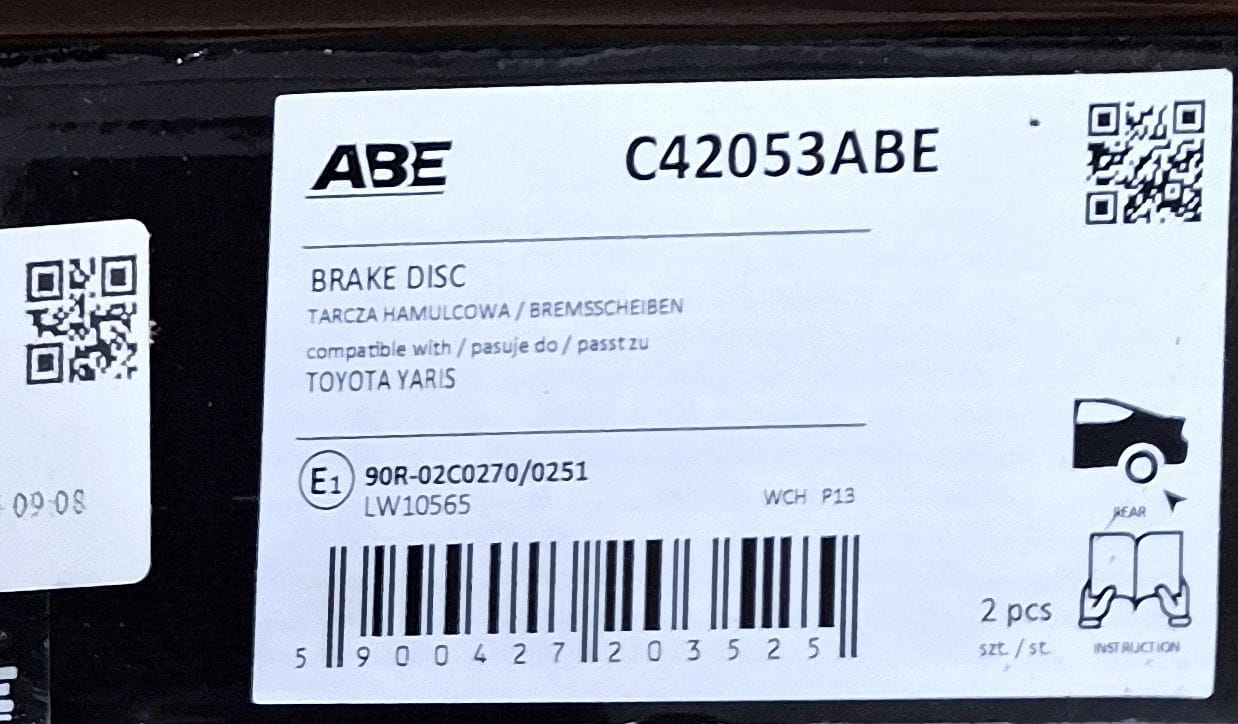 ABE
C42053ABE
BRAKE DISC
TARCZA HAMULCOWA / BREMSSCHEIBEN
compatible with / pasuje do / passt zu
TOYOTA YARIS
E1 90R-02C0270/0251
LW10565
WCH P13
REAR
5 900427 203525
2 pcs
szt. / st.
INSTRUCTION
09:08